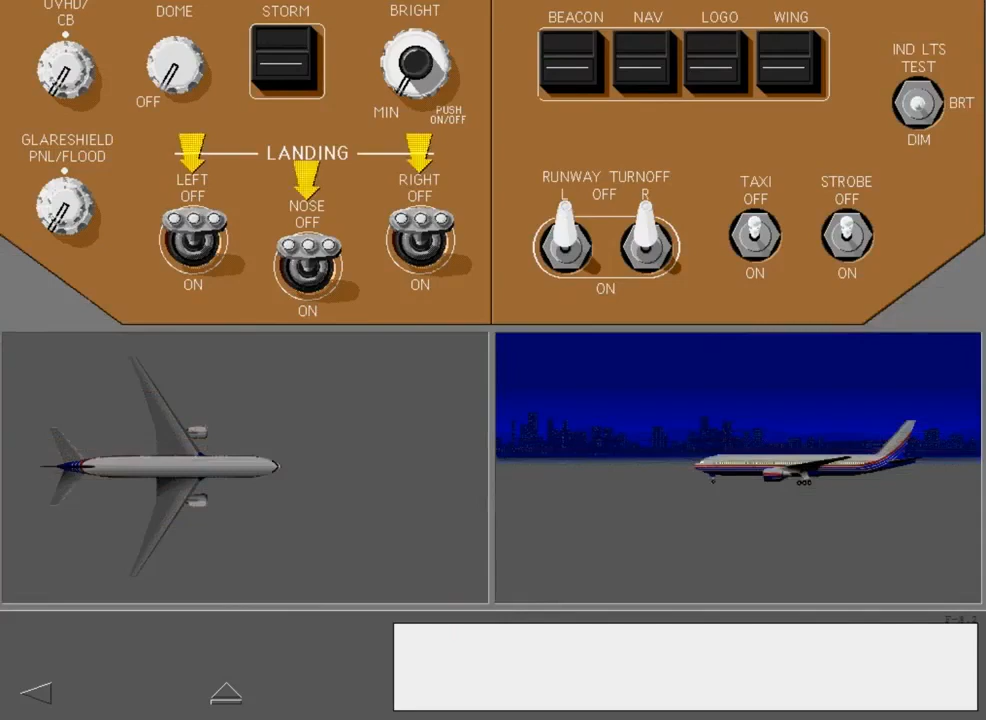 OVHD/
CB
DOME
OFF
STORM
BRIGHT
MIN
PUSH
ON/OFF
BEACON
NAV
LOGO
WING
IND LTS
TEST
BRT
DIM
GLARESHIELD
PNL/FLOOD
LANDING
LEFT
OFF
ON
NOSE
OFF
ON
RIGHT
OFF
ON
RUNWAY TURNOFF
L OFF R
ON
TAXI
OFF
ON
STROBE
OFF
ON